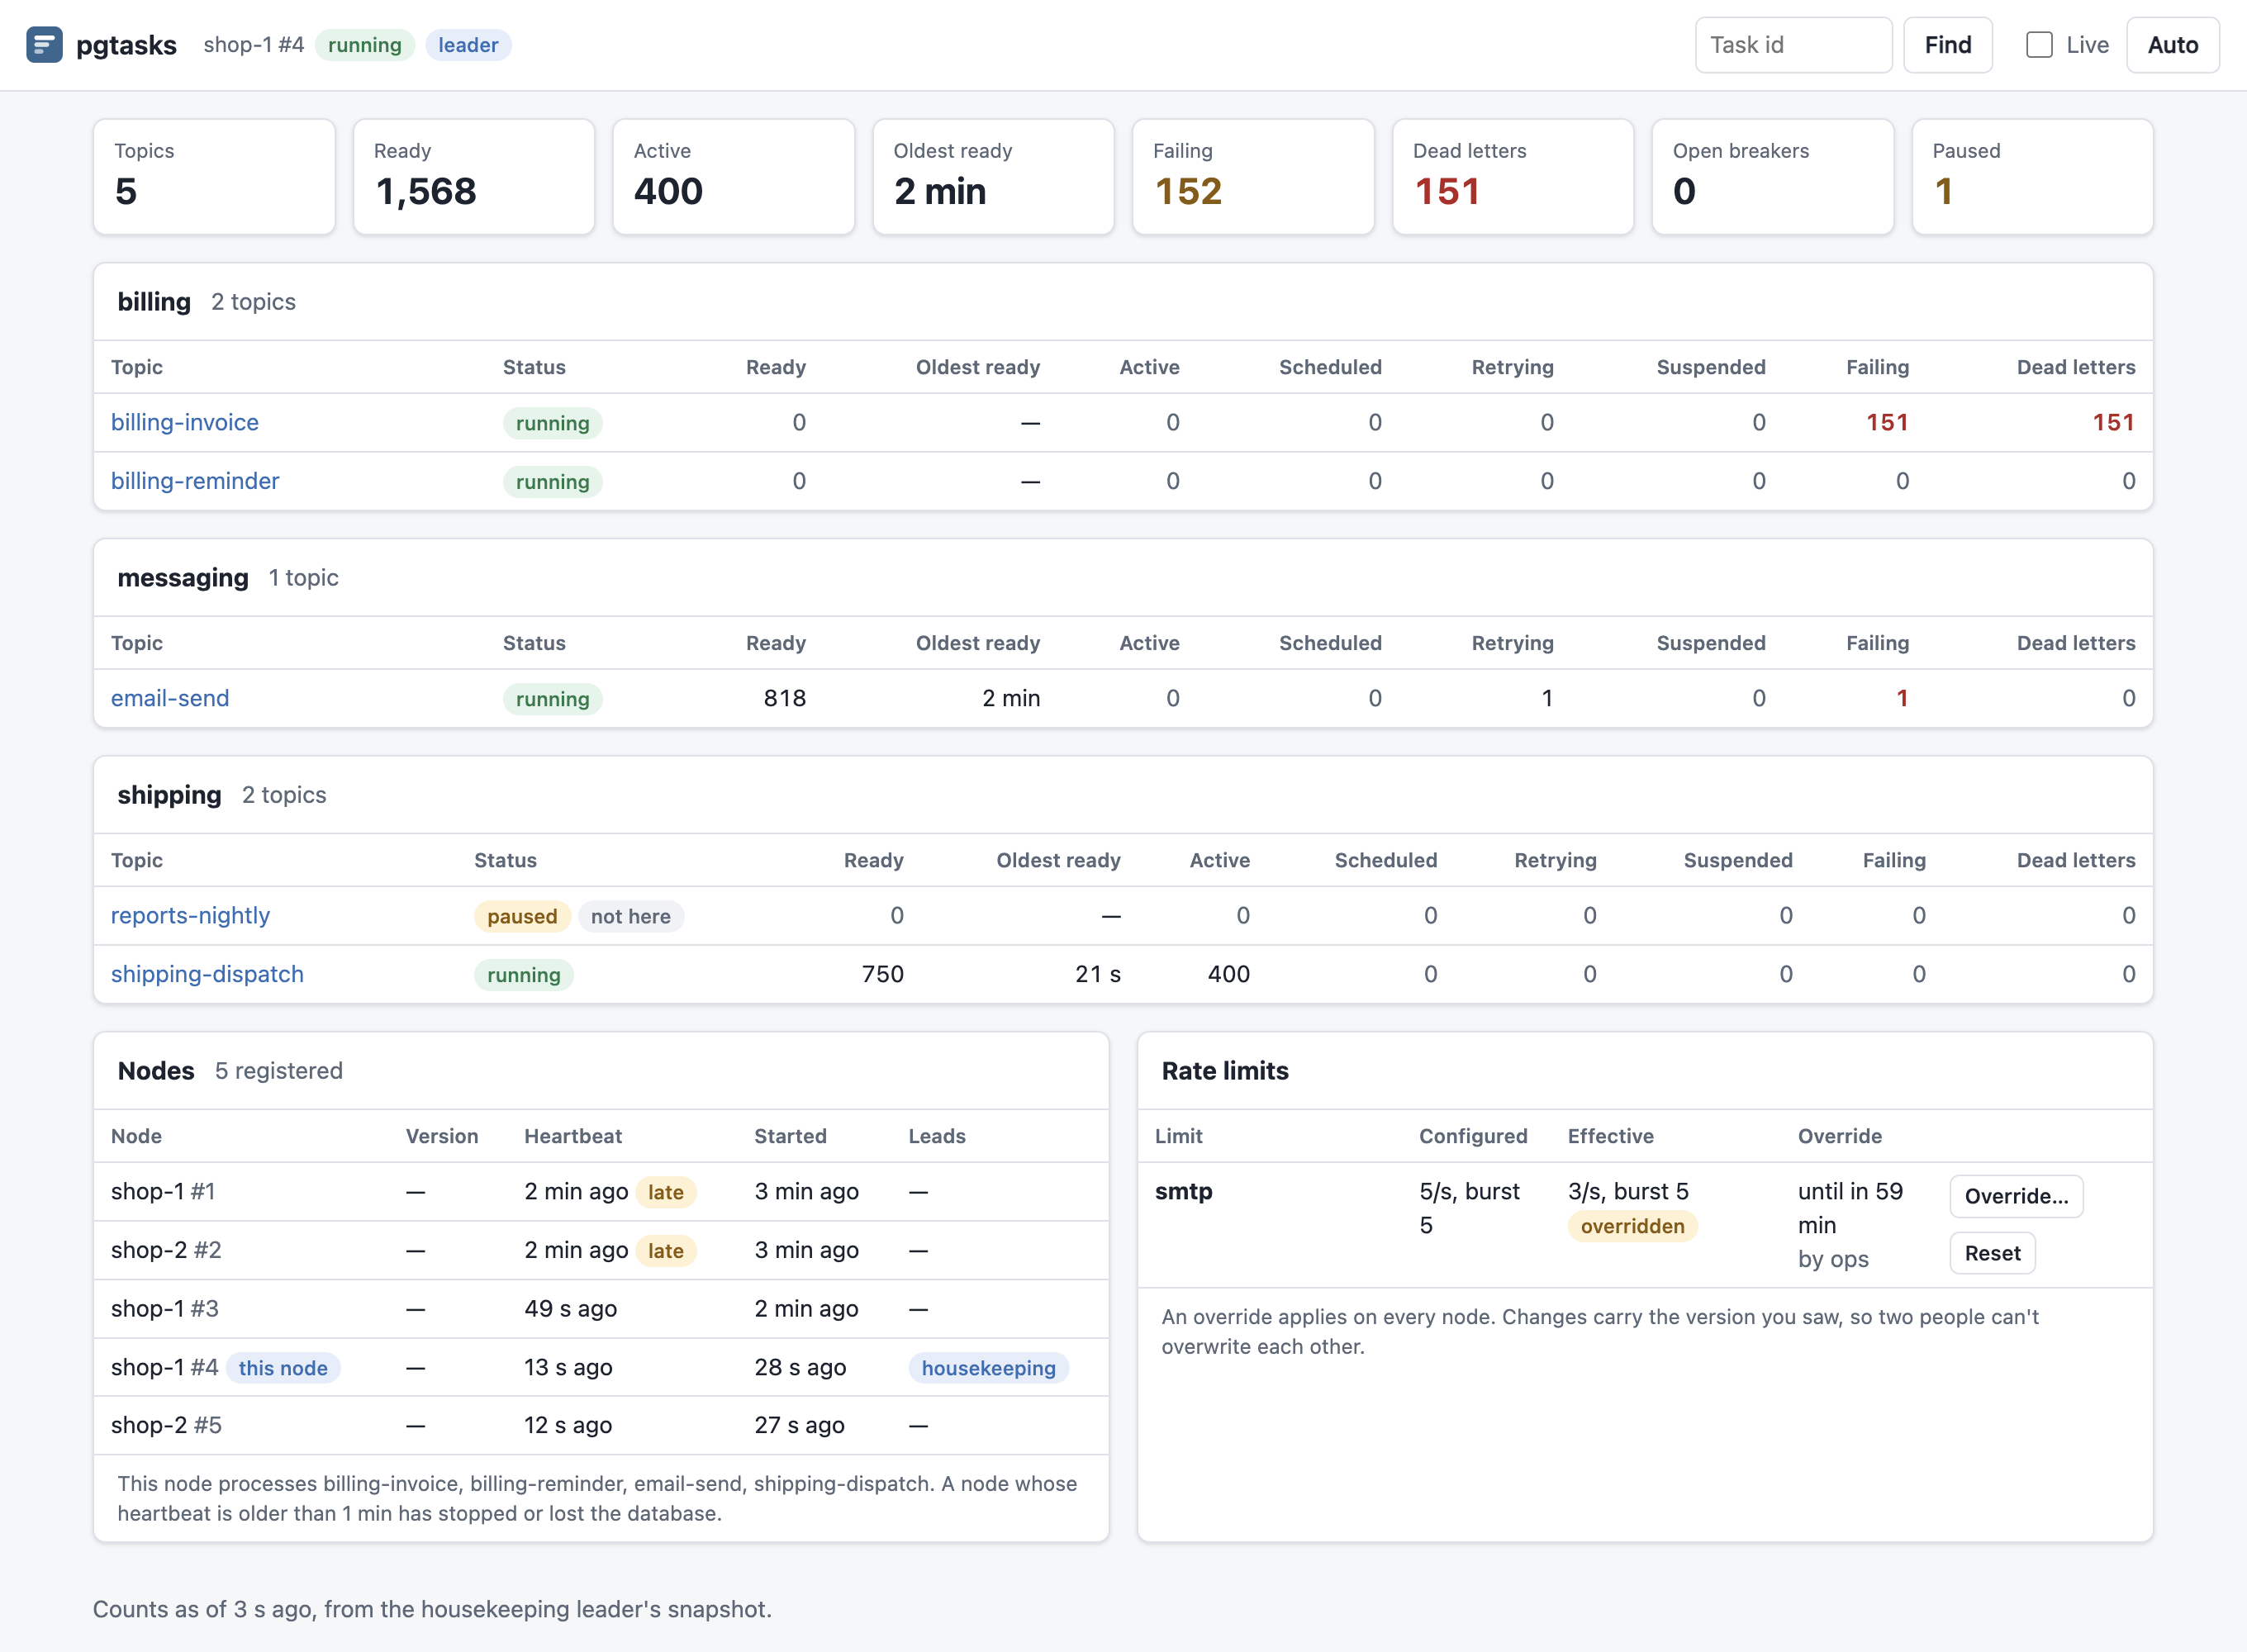 pgtasks shop-1 #4 running leader Task id Find Live Auto
Topics Ready Active Oldest ready Failing Dead letters Open breakers Paused
5 1,568 400 2 min 152 151 0 1
billing 2 topics
Topic Status Ready Oldest ready Active Scheduled Retrying Suspended Failing Dead letters
billing-invoice running 0 — 0 0 0 0 151 151
billing-reminder running 0 — 0 0 0 0 0 0
messaging 1 topic
Topic Status Ready Oldest ready Active Scheduled Retrying Suspended Failing Dead letters
email-send running 818 2 min 0 0 1 0 1 0
shipping 2 topics
Topic Status Ready Oldest ready Active Scheduled Retrying Suspended Failing Dead letters
reports-nightly paused not here 0 — 0 0 0 0 0 0
shipping-dispatch running 750 21 s 400 0 0 0 0 0
Nodes 5 registered
Node Version Heartbeat Started Leads
shop-1 #1 — 2 min ago late 3 min ago —
shop-2 #2 — 2 min ago late 3 min ago —
shop-1 #3 — 49 s ago 2 min ago —
shop-1 #4 this node — 13 s ago 28 s ago housekeeping
shop-2 #5 — 12 s ago 27 s ago —
This node processes billing-invoice, billing-reminder, email-send, shipping-dispatch. A node whose
heartbeat is older than 1 min has stopped or lost the database.
Rate limits
Limit Configured Effective Override
smtp 5/s, burst 3/s, burst 5 until in 59 Override...
5 overridden min
by ops Reset
An override applies on every node. Changes carry the version you saw, so two people can't
overwrite each other.
Counts as of 3 s ago, from the housekeeping leader's snapshot.